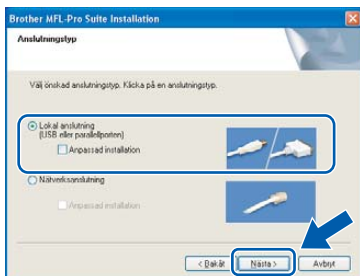 Brother MFL-Pro Suite Installation
Anslutningstyp
Välj önskad anslutningstyp. Klicka på en anslutningstyp.
Lokal anslutning
(USB eller parallellporten)
Anpassad installation
Nätverksanslutning
Anpassad installation
< Bakåt
Nästa >
Avbryt